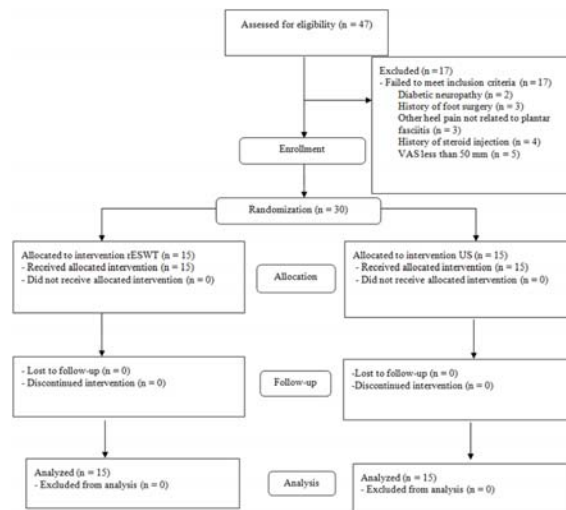 Assessed for eligibility (n = 47)
Excluded (n = 17)
- Failed to meet inclusion criteria (n = 17)
Diabetic neuropathy (n = 2)
History of foot surgery (n = 3)
Other heel pain not related to plantar
fasciitis (n = 3)
History of steroid injection (n = 4)
VAS less than 50 mm (n = 5)
Enrollment
Randomization (n = 30)
Allocated to intervention rESWT (n = 15)
- Received allocated intervention (n = 15)
- Did not receive allocated intervention (n = 0)
Allocation
Allocated to intervention US (n = 15)
- Received allocated intervention (n = 15)
- Did not receive allocated intervention (n = 0)
- Lost to follow-up (n = 0)
- Discontinued intervention (n = 0)
Follow-up
-Lost to follow-up (n = 0)
-Discontinued intervention (n = 0)
Analyzed (n = 15)
- Excluded from analysis (n = 0)
Analysis
Analyzed (n = 15)
- Excluded from analysis (n = 0)